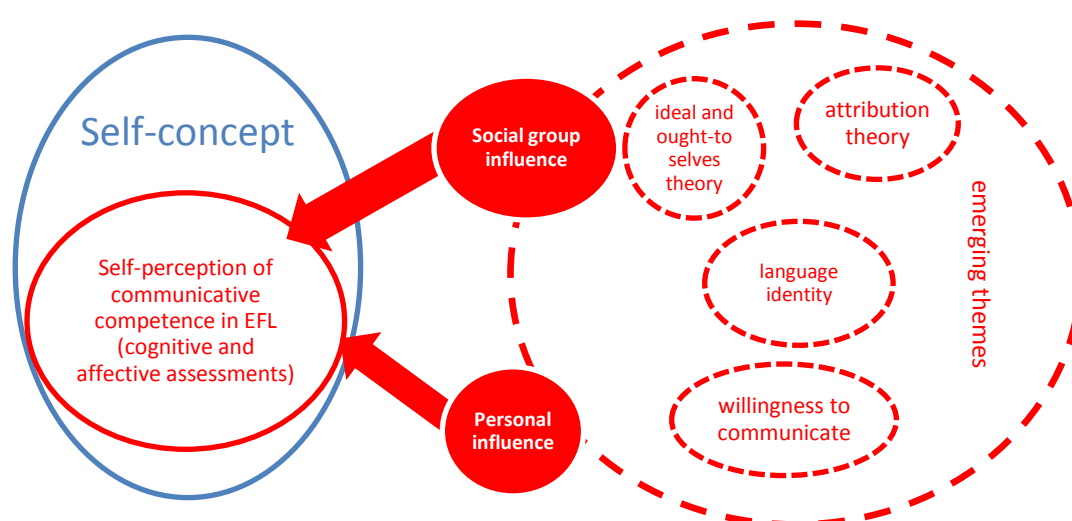 Self-concept
Self-perception of
communicative
competence in EFL
(cognitive and
affective assessments)
Social group
influence
Personal
influence
ideal and
ought-to
selves
theory
attribution
theory
language
identity
willingness to
communicate
emerging themes